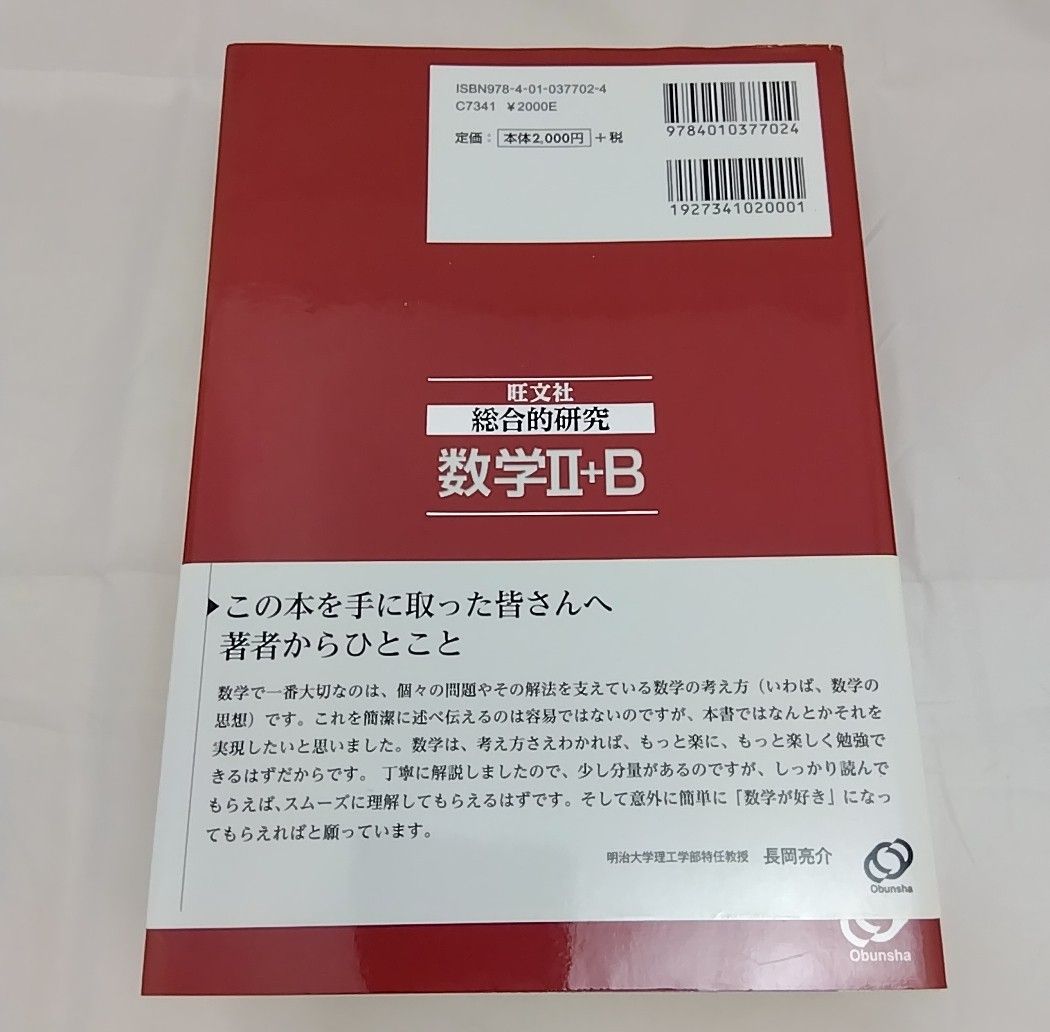 ISBN978-4-01-037702-4
C7341 ¥2000E
定価：本体2,000円＋税
9784010377024
1927341020001
旺文社
総合的研究
数学Ⅱ+B
▶この本を手に取った皆さんへ
著者からひとこと
数学で一番大切なのは、個々の問題やその解法を支えている数学の考え方（いわば、数学の
思想）です。これを簡潔に述べ伝えるのは容易ではないのですが、本書ではなんとかそれを
実現したいと思いました。数学は、考え方さえわかれば、もっと楽に、もっと楽しく勉強で
きるはずだからです。 丁寧に解説しましたので、少し分量があるのですが、しっかり読んで
もらえば、スムーズに理解してもらえるはずです。そして意外に簡単に「数学が好き」になっ
てもらえればと願っています。
明治大学理工学部特任教授 長岡亮介
Obunsha
Obunsha